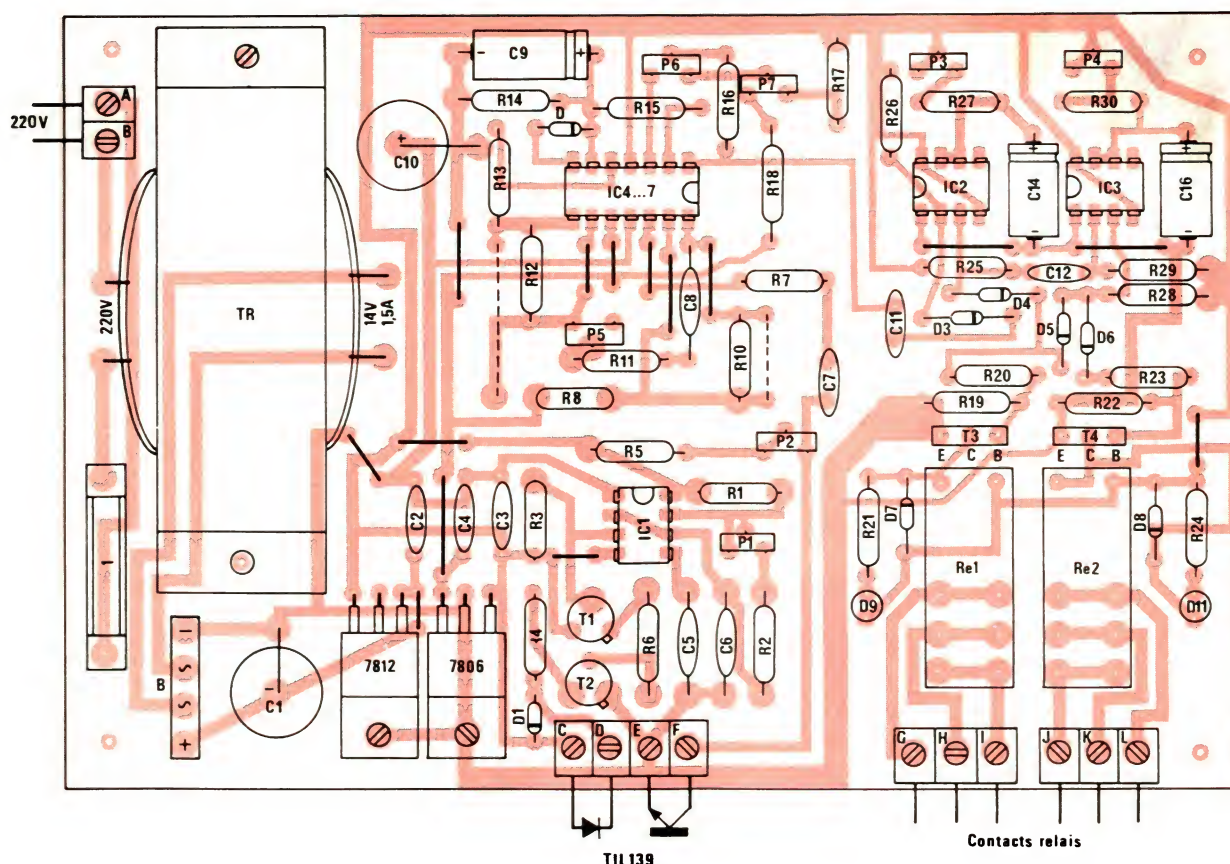 C9
P6
P7
R17
P3
P4
R14
R15
R16
R26
R27
R30
A
B
220V
D
C10
R13
IC4...7
R18
IC2
C14
IC3
C16
R12
C8
R7
R25
C12
R29
R28
220V
TR
14V
1,5A
C11
D4
D3
D5
D6
P5
R11
R10
C7
R8
R20
R23
R19
R22
T3
T4
E C B
E C B
P2
R5
R1
C2
C4
C3
R3
IC1
P1
R21
D7
D8
R24
1
Re1
Re2
D9
D11
7812
7806
R4
T1
T2
R6
C5
C6
R2
B
C1
D1
C
D
E
F
G
H
I
J
K
L
TIL139
Contacts relais